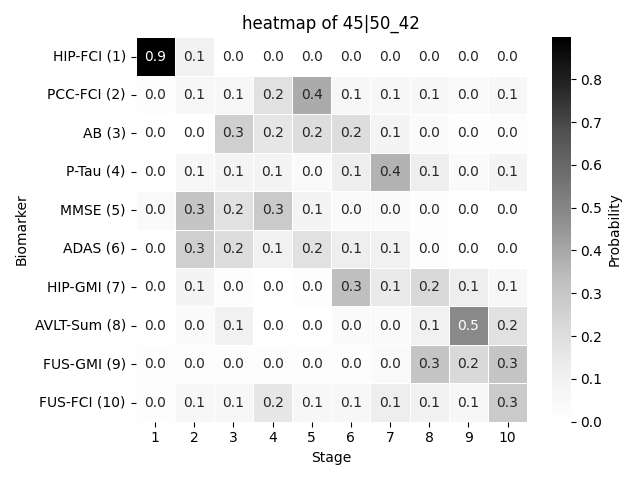 heatmap of 45|50_42
HIP-FCI (1) 0.9 0.1 0.0 0.0 0.0 0.0 0.0 0.0 0.0 0.0
PCC-FCI (2) 0.0 0.1 0.1 0.2 0.4 0.1 0.1 0.1 0.0 0.1
AB (3) 0.0 0.0 0.3 0.2 0.2 0.2 0.1 0.0 0.0 0.0
P-Tau (4) 0.0 0.1 0.1 0.1 0.0 0.1 0.4 0.1 0.0 0.1
MMSE (5) 0.0 0.3 0.2 0.3 0.1 0.0 0.0 0.0 0.0 0.0
ADAS (6) 0.0 0.3 0.2 0.1 0.2 0.1 0.1 0.0 0.0 0.0
HIP-GMI (7) 0.0 0.1 0.0 0.0 0.0 0.3 0.1 0.2 0.1 0.1
AVLT-Sum (8) 0.0 0.0 0.1 0.0 0.0 0.0 0.0 0.1 0.5 0.2
FUS-GMI (9) 0.0 0.0 0.0 0.0 0.0 0.0 0.0 0.3 0.2 0.3
FUS-FCI (10) 0.0 0.1 0.1 0.2 0.1 0.1 0.1 0.1 0.1 0.3
1 2 3 4 5 6 7 8 9 10
Stage
Biomarker
0.8
0.7
0.6
0.5
0.4
0.3
0.2
0.1
0.0
Probability